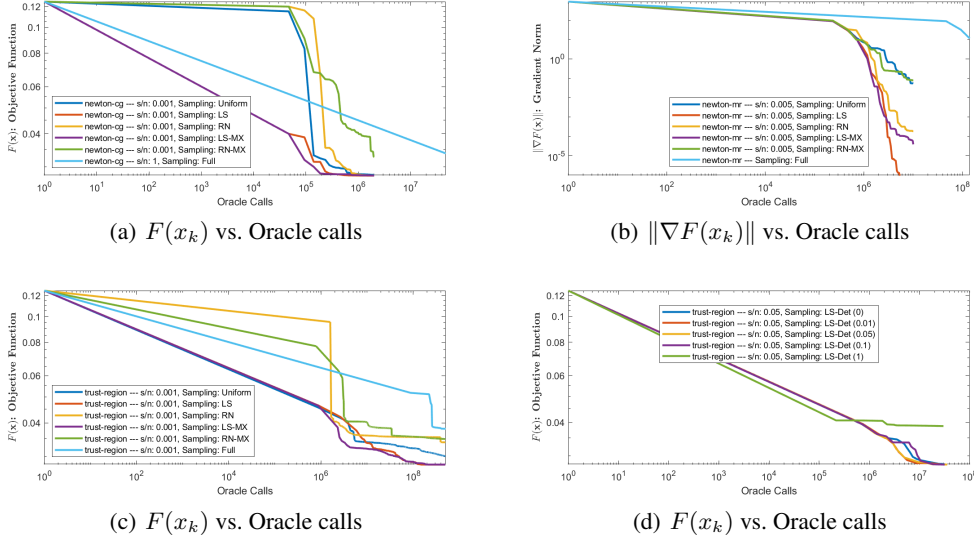 F(x): Objective Function
0.12
0.1
0.08
0.06
0.04
newton-cg --- s/n: 0.001, Sampling: Uniform
newton-cg --- s/n: 0.001, Sampling: LS
newton-cg --- s/n: 0.001, Sampling: RN
newton-cg --- s/n: 0.001, Sampling: LS-MX
newton-cg --- s/n: 0.001, Sampling: RN-MX
newton-cg --- s/n: 1, Sampling: Full
10^0 10^1 10^2 10^3 10^4 10^5 10^6 10^7
Oracle Calls
(a) F(x_k) vs. Oracle calls
‖∇F(x)‖: Gradient Norm
10^0
10^-5
newton-mr --- s/n: 0.005, Sampling: Uniform
newton-mr --- s/n: 0.005, Sampling: LS
newton-mr --- s/n: 0.005, Sampling: RN
newton-mr --- s/n: 0.005, Sampling: LS-MX
newton-mr --- s/n: 0.005, Sampling: RN-MX
newton-mr --- Sampling: Full
10^0 10^2 10^4 10^6 10^8
Oracle Calls
(b) ‖∇F(x_k)‖ vs. Oracle calls
F(x): Objective Function
0.12
0.1
0.08
0.06
0.04
trust-region --- s/n: 0.001, Sampling: Uniform
trust-region --- s/n: 0.001, Sampling: LS
trust-region --- s/n: 0.001, Sampling: RN
trust-region --- s/n: 0.001, Sampling: LS-MX
trust-region --- s/n: 0.001, Sampling: RN-MX
trust-region --- s/n: 0.001, Sampling: Full
10^0 10^2 10^4 10^6 10^8
Oracle Calls
(c) F(x_k) vs. Oracle calls
F(x): Objective Function
0.12
0.1
0.08
0.06
0.04
trust-region --- s/n: 0.05, Sampling: LS-Det (0)
trust-region --- s/n: 0.05, Sampling: LS-Det (0.01)
trust-region --- s/n: 0.05, Sampling: LS-Det (0.05)
trust-region --- s/n: 0.05, Sampling: LS-Det (0.1)
trust-region --- s/n: 0.05, Sampling: LS-Det (1)
10^0 10^1 10^2 10^3 10^4 10^5 10^6 10^7 10^8
Oracle Calls
(d) F(x_k) vs. Oracle calls